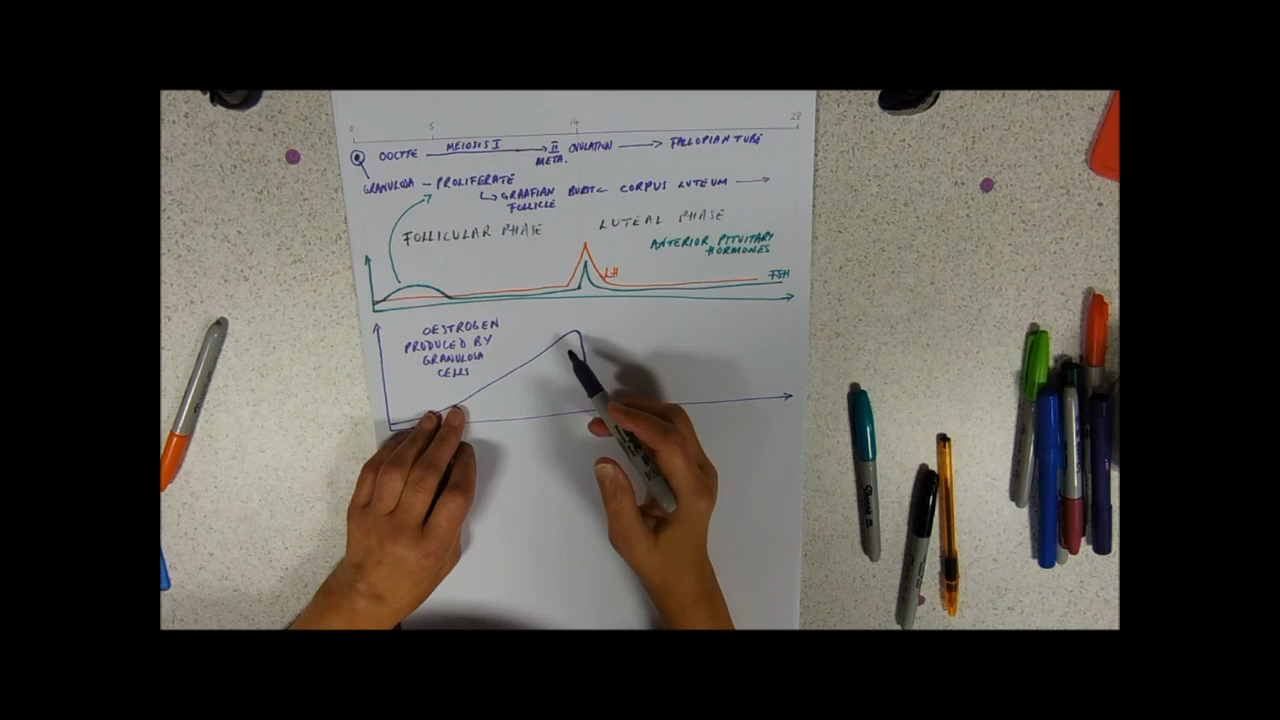 0 5 14 28
OOCYTE MEIOSIS I II OVULATION FALLOPIAN TUBE
META.
GRANULOSA – PROLIFERATE
GRAAFIAN BURST CORPUS LUTEUM
FOLLICLE
FOLLICULAR PHASE LUTEAL PHASE
ANTERIOR PITUITARY
HORMONES
LH FSH
OESTROGEN
PRODUCED BY
GRANULOSA
CELLS